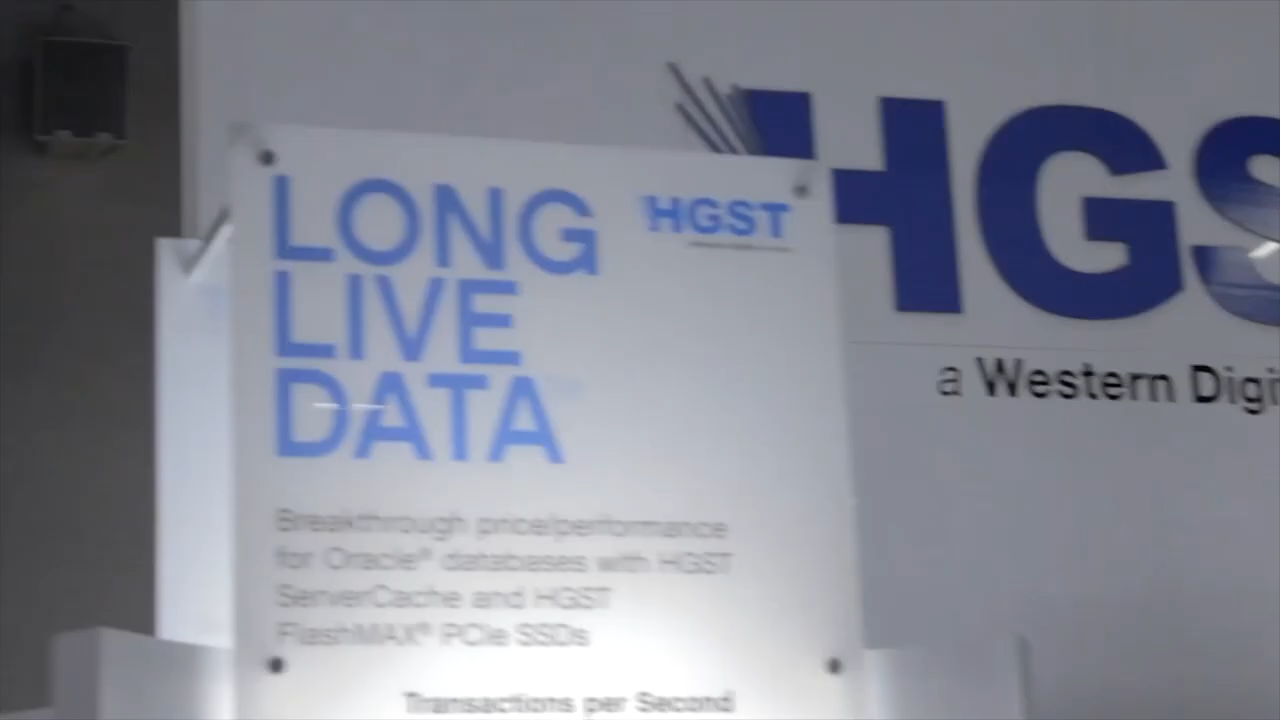 LONG
LIVE
DATA
HGST
Breakthrough price/performance
for Oracle® databases with HGST
ServerCache and HGST
FlashMAX® PCIe SSDs
Transactions per Second
HGS
a Western Digi